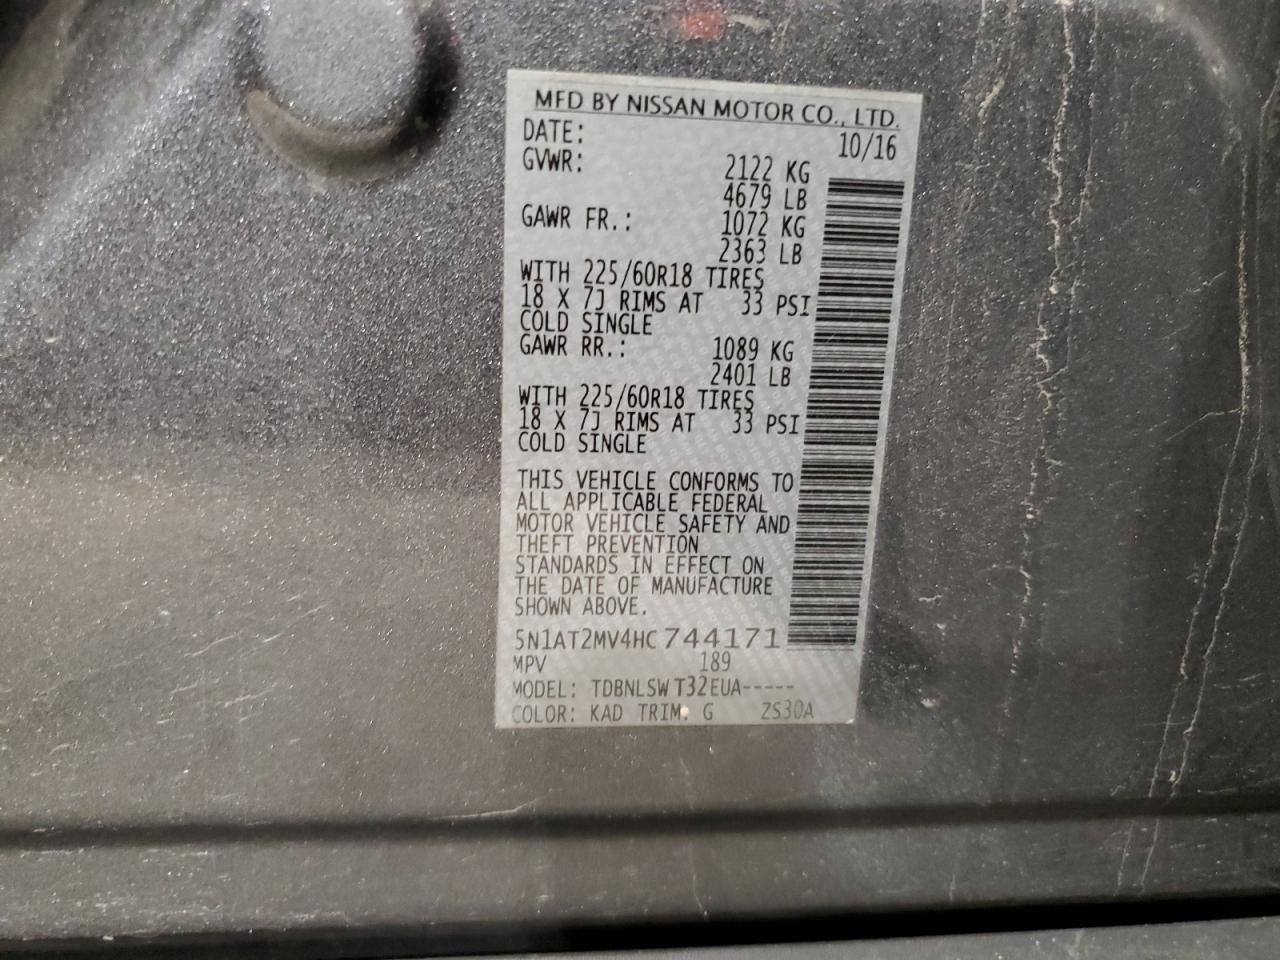 MFD BY NISSAN MOTOR CO., LTD.
DATE: 10/16
GVWR: 2122 KG
4679 LB
GAWR FR.: 1072 KG
2363 LB
WITH 225/60R18 TIRES
18 X 7J RIMS AT 33 PSI
COLD SINGLE
GAWR RR.: 1089 KG
2401 LB
WITH 225/60R18 TIRES
18 X 7J RIMS AT 33 PSI
COLD SINGLE
THIS VEHICLE CONFORMS TO
ALL APPLICABLE FEDERAL
MOTOR VEHICLE SAFETY AND
THEFT PREVENTION
STANDARDS IN EFFECT ON
THE DATE OF MANUFACTURE
SHOWN ABOVE.
5N1AT2MV4HC744171
MPV 189
MODEL: TDBNLSWT32EUA-----
COLOR: KAD TRIM: G ZS30A